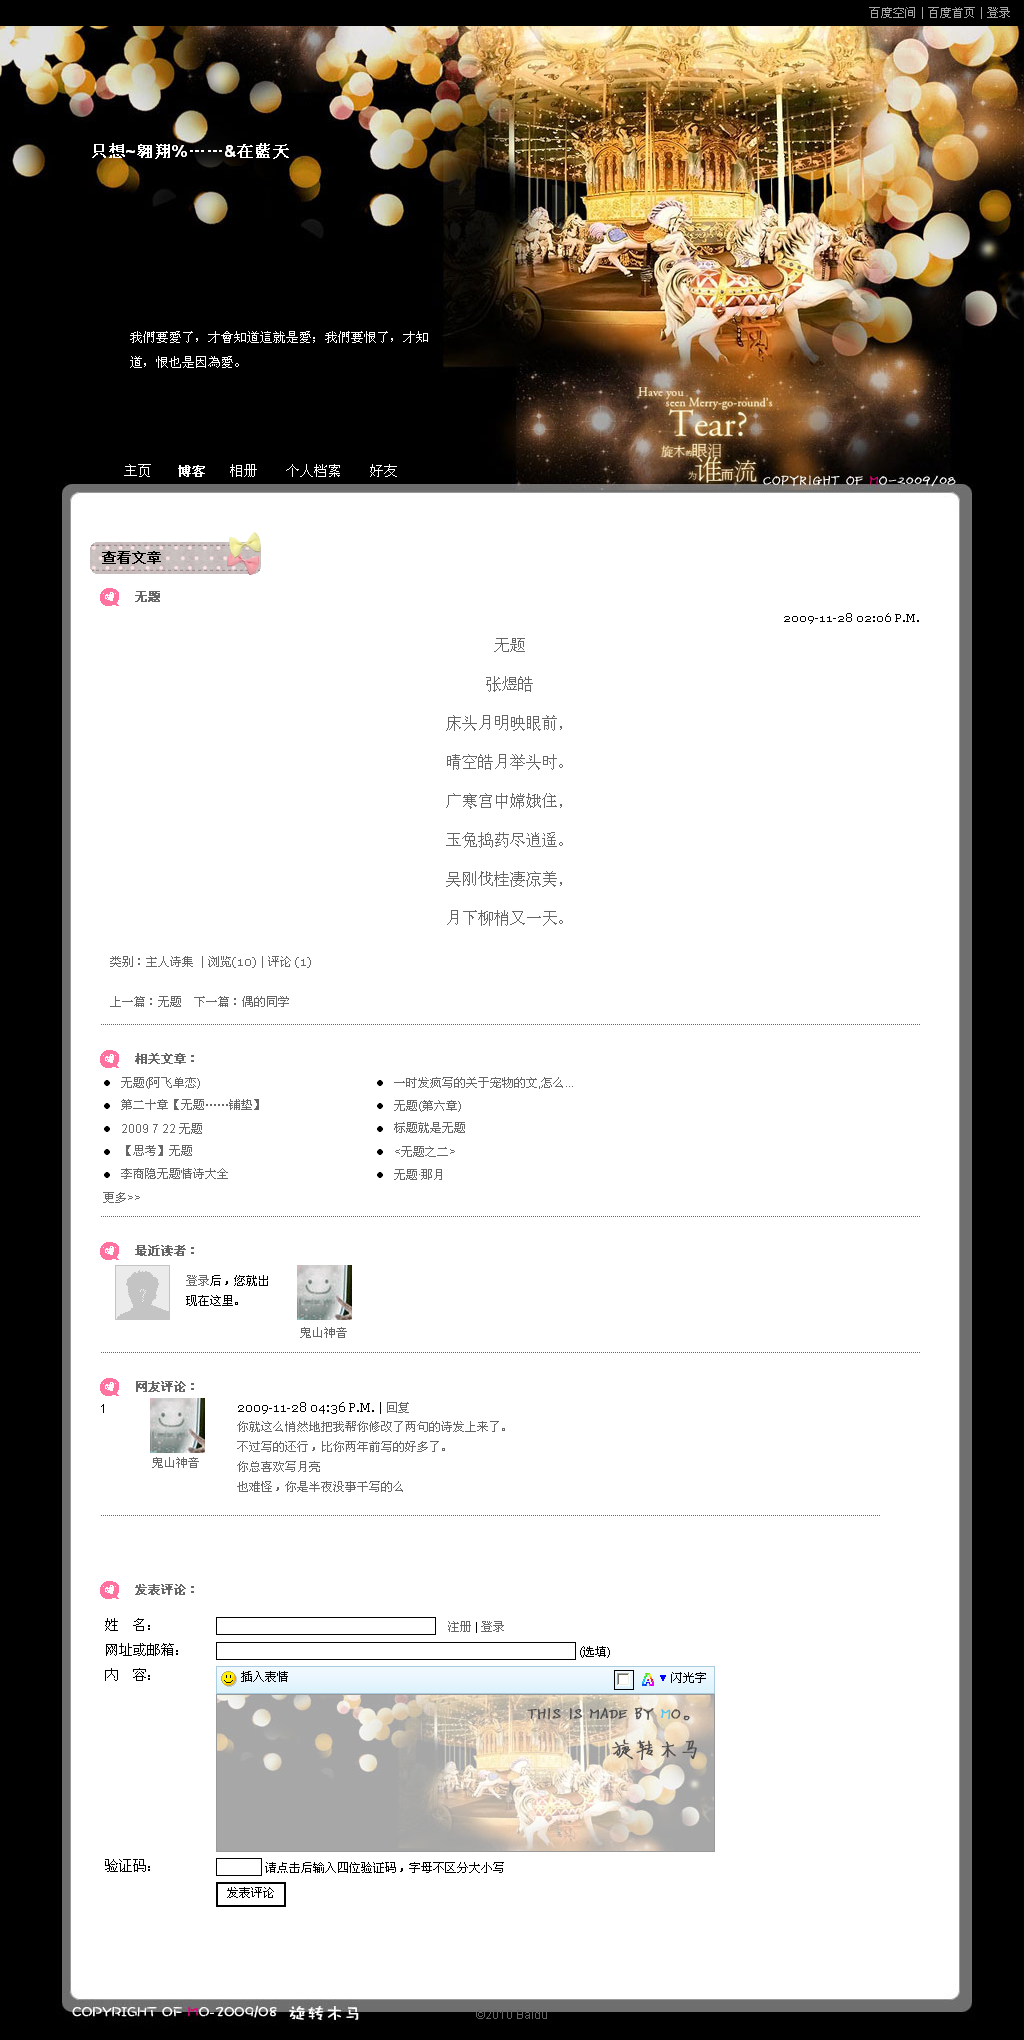 百度空间 | 百度首页 | 登录
只想~翱翔%……&在藍天
我們要愛了，才會知道這就是愛；我們要恨了，才知
道，恨也是因為愛。
Have you
seen Merry-go-round's
Tear?
旋木的眼泪
为谁而流
COPYRIGHT OF MO-2009/08
主页 博客 相册 个人档案 好友
查看文章
无题
2009-11-28 02:06 P.M.
无题
张煜皓
床头月明映眼前，
晴空皓月举头时。
广寒宫中嫦娥住，
玉兔捣药尽逍遥。
吴刚伐桂凄凉美，
月下柳梢又一天。
类别：主人诗集 | 浏览(10) | 评论 (1)
上一篇：无题 下一篇：偶的同学
相关文章：
无题(阿飞单恋) 一时发疯写的关于宠物的文,怎么...
第二十章【无题……铺垫】 无题(第六章)
2009 7 22 无题 标题就是无题
【思考】无题 <无题之二>
李商隐无题情诗大全 无题·那月
更多>>
最近读者：
登录后，您就出
现在这里。
鬼山神音
网友评论：
1
鬼山神音
2009-11-28 04:36 P.M. | 回复
你就这么悄然地把我帮你修改了两句的诗发上来了。
不过写的还行，比你两年前写的好多了。
你总喜欢写月亮
也难怪，你是半夜没事干写的么
发表评论：
姓 名： 注册 | 登录
网址或邮箱： (选填)
内 容： 插入表情 闪光字
THIS IS MADE BY MO。
旋转木马
验证码： 请点击后输入四位验证码，字母不区分大小写
发表评论
COPYRIGHT OF MO-2009/08 旋转木马
©2010 Baidu